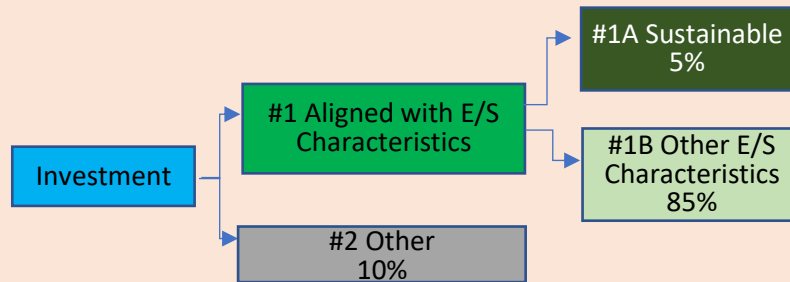 Investment
#1 Aligned with E/S
Characteristics
#2 Other
10%
#1A Sustainable
5%
#1B Other E/S
Characteristics
85%